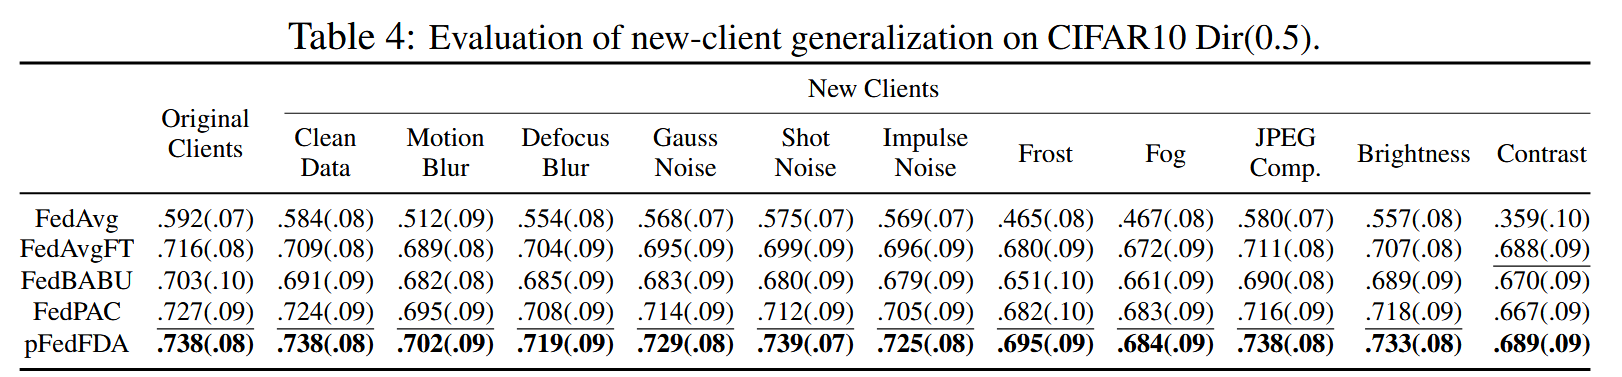 Table 4: Evaluation of new-client generalization on CIFAR10 Dir(0.5).
New Clients
Original Clients Clean Data Motion Blur Defocus Blur Gauss Noise Shot Noise Impulse Noise Frost Fog JPEG Comp. Brightness Contrast
FedAvg .592(.07) .584(.08) .512(.09) .554(.08) .568(.07) .575(.07) .569(.07) .465(.08) .467(.08) .580(.07) .557(.08) .359(.10)
FedAvgFT .716(.08) .709(.08) .689(.08) .704(.09) .695(.09) .699(.09) .696(.09) .680(.09) .672(.09) .711(.08) .707(.08) .688(.09)
FedBABU .703(.10) .691(.09) .682(.08) .685(.09) .683(.09) .680(.09) .679(.09) .651(.10) .661(.09) .690(.08) .689(.09) .670(.09)
FedPAC .727(.09) .724(.09) .695(.09) .708(.09) .714(.09) .712(.09) .705(.09) .682(.10) .683(.09) .716(.09) .718(.09) .667(.09)
pFedFDA .738(.08) .738(.08) .702(.09) .719(.09) .729(.08) .739(.07) .725(.08) .695(.09) .684(.09) .738(.08) .733(.08) .689(.09)